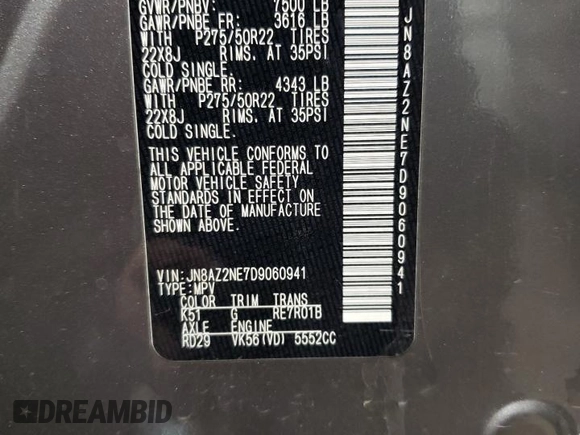 GVWR/PNBV: 7500 LB
GAWR/PNBE FR: 3616 LB
WITH P275/50R22 TIRES
22X8J RIMS. AT 35PSI
COLD SINGLE.
GAWR/PNBE RR: 4343 LB
WITH P275/50R22 TIRES
22X8J RIMS. AT 35PSI
COLD SINGLE.
THIS VEHICLE CONFORMS TO
ALL APPLICABLE FEDERAL
MOTOR VEHICLE SAFETY
STANDARDS IN EFFECT ON
THE DATE OF MANUFACTURE
SHOWN ABOVE.
VIN:JN8AZ2NE7D9060941
TYPE:MPV
COLOR TRIM TRANS
K51 G RE7R01B
AXLE ENGINE
RD29 VK56(VD) 5552CC
JN8AZ2NE7D9060941
DREAMBID